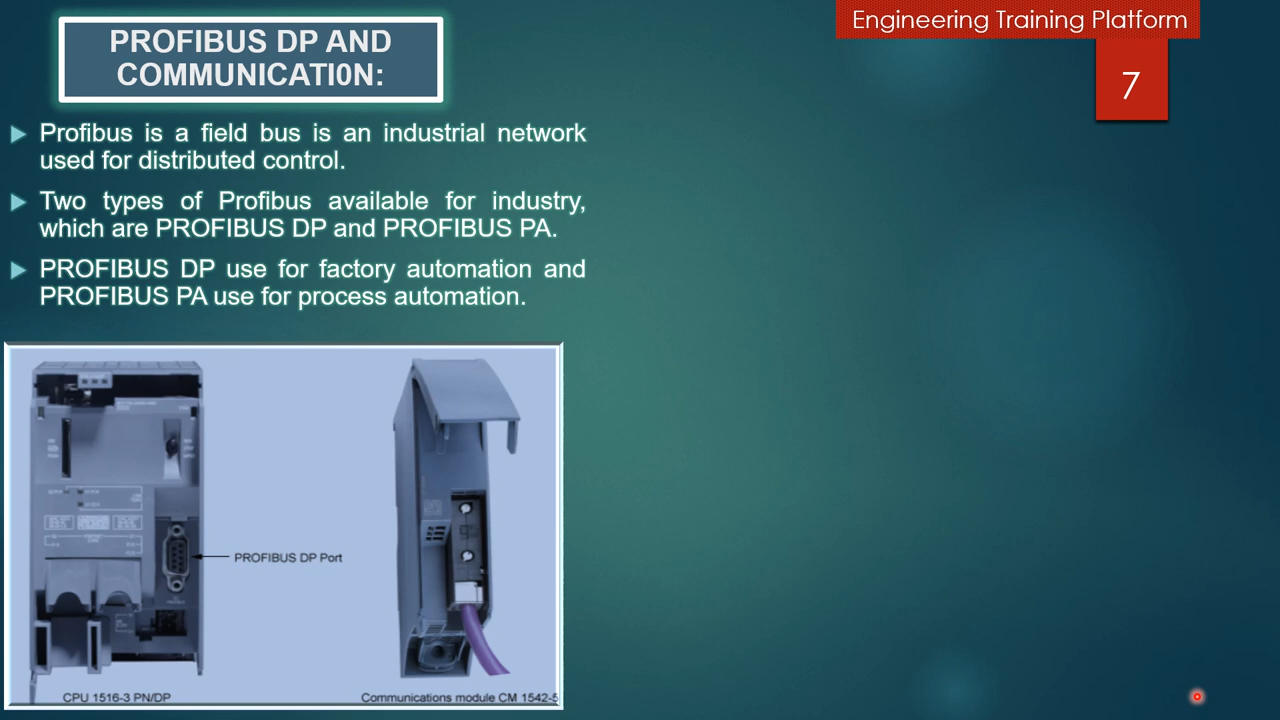 PROFIBUS DP AND
COMMUNICATI0N:
Engineering Training Platform
7
Profibus is a field bus is an industrial network
used for distributed control.
Two types of Profibus available for industry,
which are PROFIBUS DP and PROFIBUS PA.
PROFIBUS DP use for factory automation and
PROFIBUS PA use for process automation.
PROFIBUS DP Port
CPU 1516-3 PN/DP
Communications module CM 1542-5